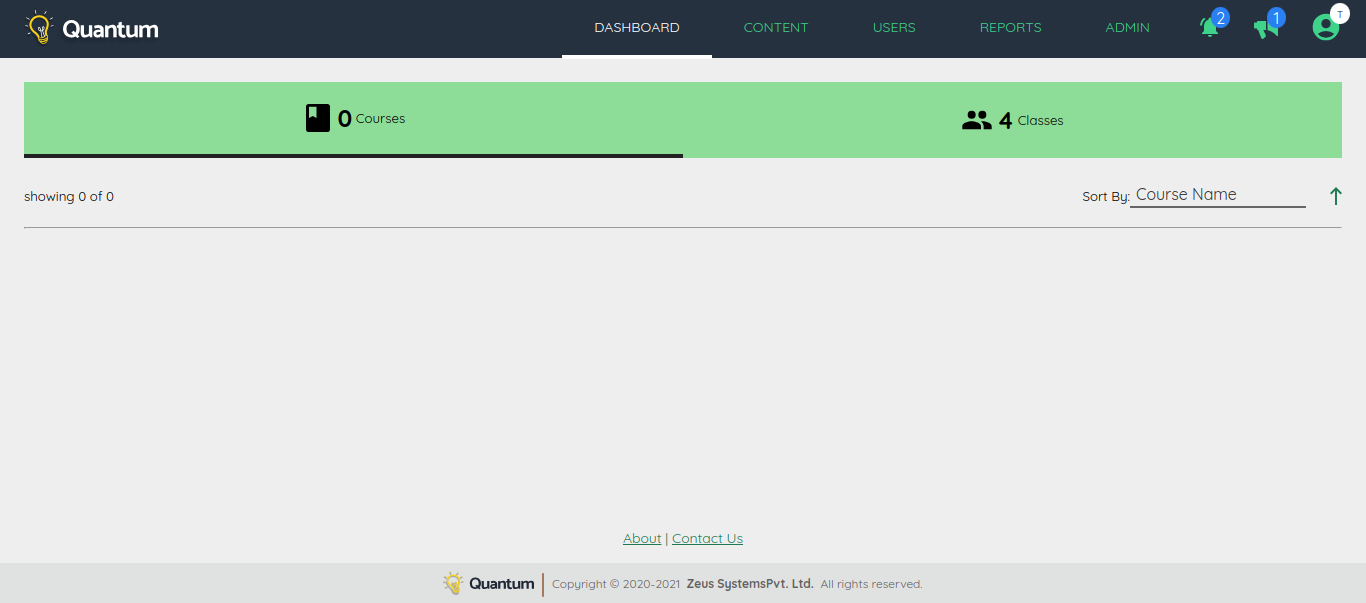 Quantum DASHBOARD CONTENT USERS REPORTS ADMIN 2 1 T
0 Courses 4 Classes
showing 0 of 0 Sort By: Course Name
About | Contact Us
Quantum Copyright © 2020-2021 Zeus SystemsPvt. Ltd. All rights reserved.